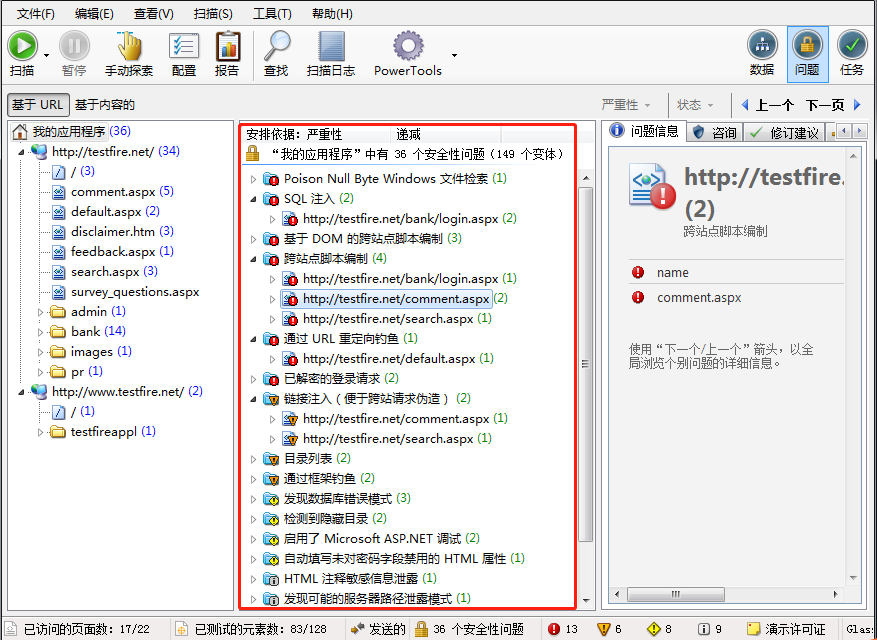 文件(F) 编辑(E) 查看(V) 扫描(S) 工具(T) 帮助(H)
扫描 暂停 手动探索 配置 报告 查找 扫描日志 PowerTools 数据 问题 任务
基于 URL 基于内容的 严重性 状态 上一个 下一页
我的应用程序 (36)
http://testfire.net/ (34)
/ (3)
comment.aspx (5)
default.aspx (2)
disclaimer.htm (3)
feedback.aspx (1)
search.aspx (3)
survey_questions.aspx
admin (1)
bank (14)
images (1)
pr (1)
http://www.testfire.net/ (2)
/ (1)
testfireappl (1)
安排依据: 严重性 递减
“我的应用程序”中有 36 个安全性问题 (149 个变体)
Poison Null Byte Windows 文件检索 (1)
SQL 注入 (2)
http://testfire.net/bank/login.aspx (2)
基于 DOM 的跨站点脚本编制 (3)
跨站点脚本编制 (4)
http://testfire.net/bank/login.aspx (1)
http://testfire.net/comment.aspx (2)
http://testfire.net/search.aspx (1)
通过 URL 重定向钓鱼 (1)
http://testfire.net/default.aspx (1)
已解密的登录请求 (2)
链接注入（便于跨站请求伪造） (2)
http://testfire.net/comment.aspx (1)
http://testfire.net/search.aspx (1)
目录列表 (2)
通过框架钓鱼 (2)
发现数据库错误模式 (3)
检测到隐藏目录 (2)
启用了 Microsoft ASP.NET 调试 (2)
自动填写未对密码字段禁用的 HTML 属性 (1)
HTML 注释敏感信息泄露 (1)
发现可能的服务器路径泄露模式 (1)
问题信息 咨询 修订建议
http://testfire.
(2)
跨站点脚本编制
name
comment.aspx
使用“下一个/上一个”箭头，以全
局浏览个别问题的详细信息。
已访问的页面数: 17/22 已测试的元素数: 83/128 发送的 36 个安全性问题 13 6 8 9 演示许可证 Glas